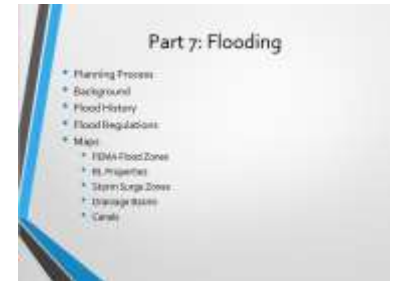 Part 7: Flooding
Planning Process
Background
Flood History
Flood Regulations
Maps
FEMA Flood Zones
RL Properties
Storm Surge Zones
Drainage Basins
Canals